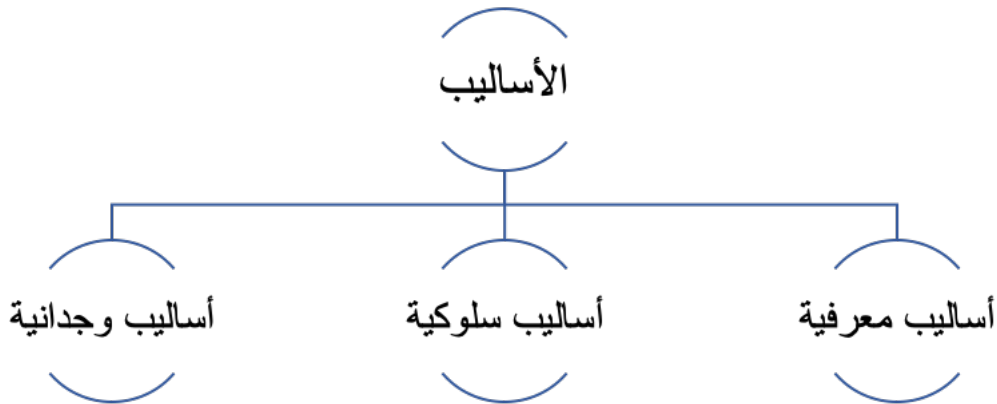 الأساليب
أساليب معرفية
أساليب سلوكية
أساليب وجدانية